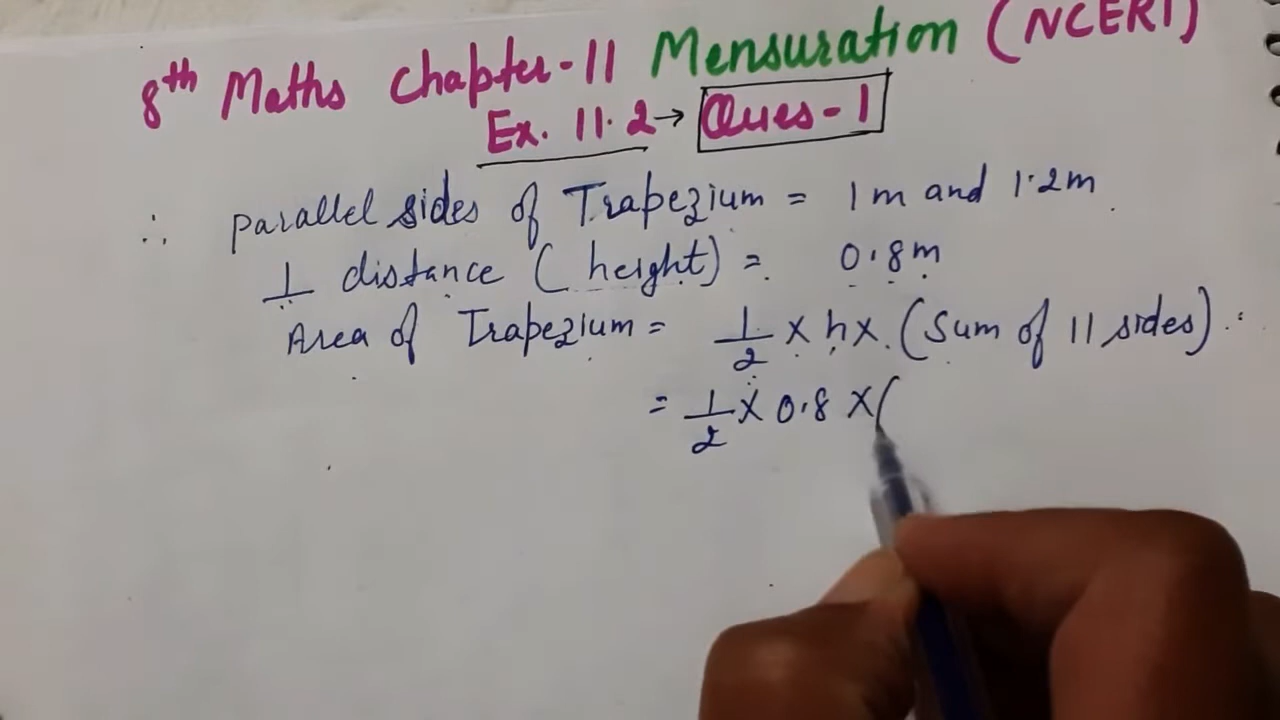 8th Maths Chapter-11 Mensuration (NCERT)
Ex. 11.2 → Ques-1
∴ parallel sides of Trapezium = 1m and 1.2m
⊥ distance (height) = 0.8m
Area of Trapezium = 1/2 × h × (Sum of 11 sides)
= 1/2 × 0.8 × (